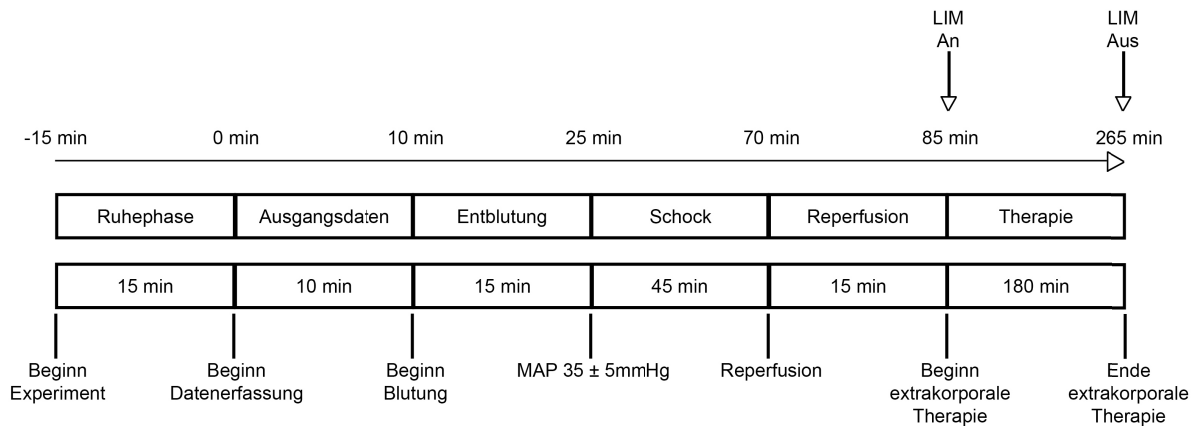 LIM
An
LIM
Aus
-15 min
0 min
10 min
25 min
70 min
85 min
265 min
Ruhephase
Ausgangsdaten
Entblutung
Schock
Reperfusion
Therapie
15 min
10 min
15 min
45 min
15 min
180 min
Beginn
Experiment
Beginn
Datenerfassung
Beginn
Blutung
MAP 35 ± 5mmHg
Reperfusion
Beginn
extrakorporale
Therapie
Ende
extrakorporale
Therapie